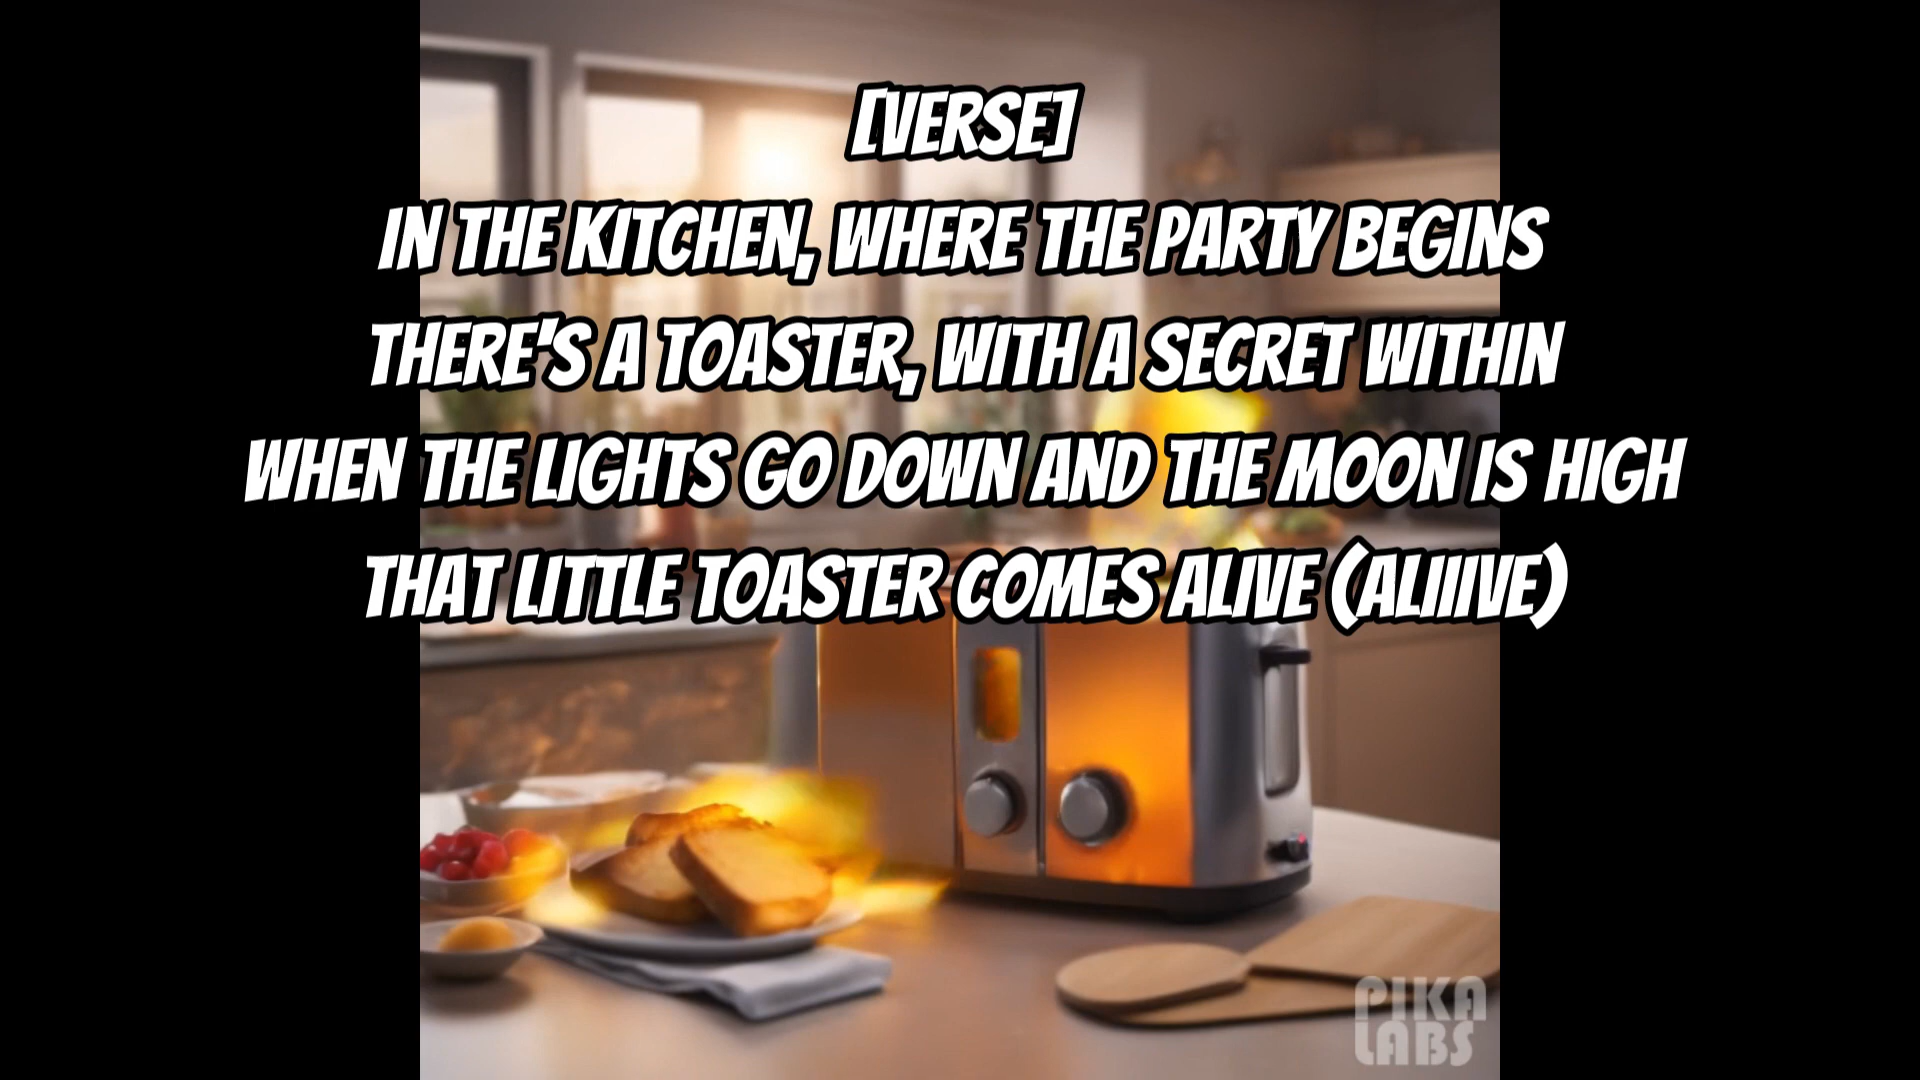 [VERSE]
IN THE KITCHEN, WHERE THE PARTY BEGINS
THERE'S A TOASTER, WITH A SECRET WITHIN
WHEN THE LIGHTS GO DOWN AND THE MOON IS HIGH
THAT LITTLE TOASTER COMES ALIVE (ALIIIVE)
PIKA
LABS